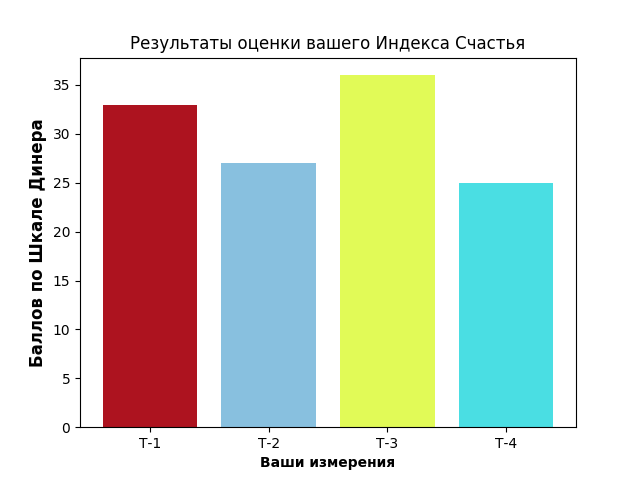 Результаты оценки вашего Индекса Счастья
Баллов по Шкале Динера
35
30
25
20
15
10
5
0
Т-1 Т-2 Т-3 Т-4
Ваши измерения